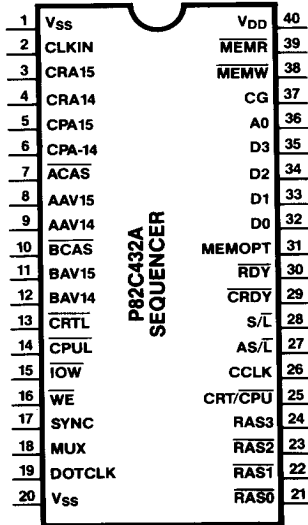 1 VSS VDD 40
2 CLKIN MEMR 39
3 CRA15 MEMW 38
4 CRA14 CG 37
5 CPA15 A0 36
6 CPA-14 D3 35
7 ACAS D2 34
8 AAV15 D1 33
9 AAV14 D0 32
10 BCAS MEMOPT 31
11 BAV15 RDY 30
12 BAV14 CRDY 29
13 CRTL S/L 28
14 CPUL AS/L 27
15 IOW CCLK 26
16 WE CRT/CPU 25
17 SYNC RAS3 24
18 MUX RAS2 23
19 DOTCLK RAS1 22
20 VSS RAS0 21
P82C432A
SEQUENCER